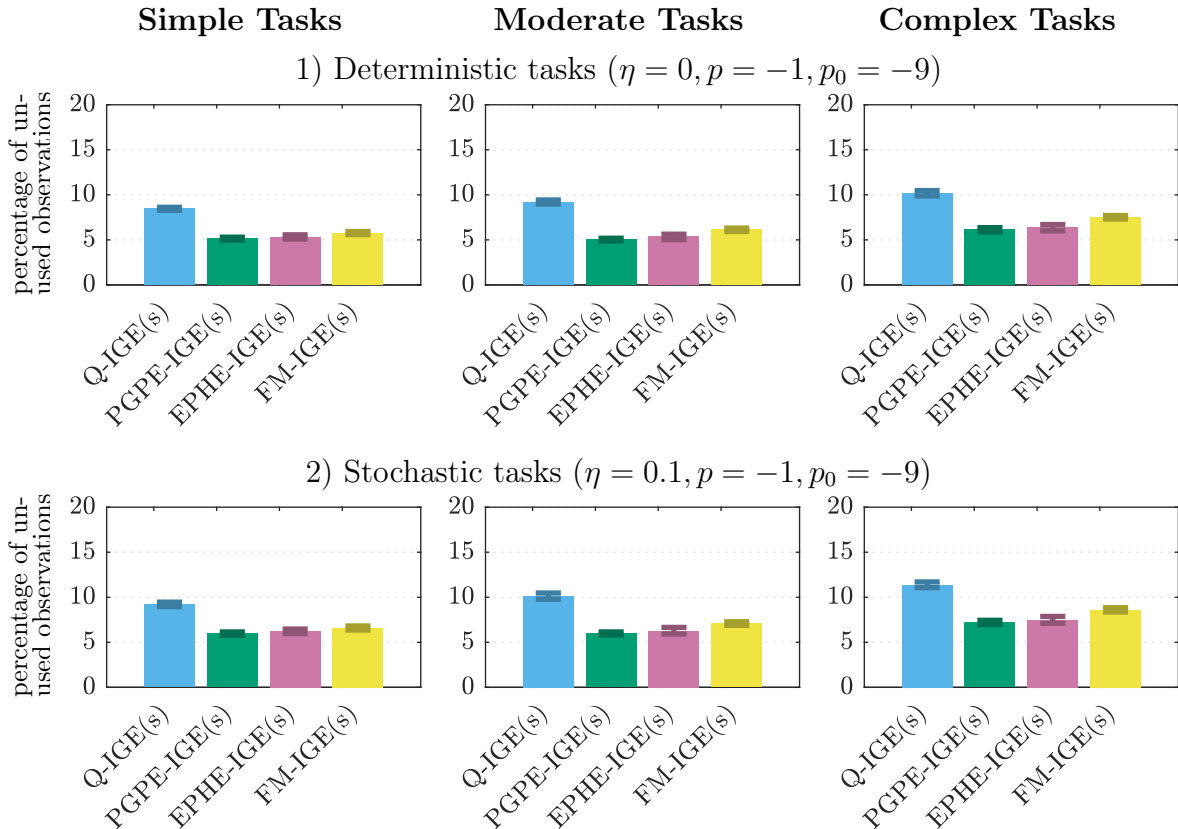 Simple Tasks
Moderate Tasks
Complex Tasks
1) Deterministic tasks (η = 0, p = −1, p₀ = −9)
percentage of un-
used observations
20
15
10
5
0
Q-IGE(s)
PGPE-IGE(s)
EPHE-IGE(s)
FM-IGE(s)
20
15
10
5
0
Q-IGE(s)
PGPE-IGE(s)
EPHE-IGE(s)
FM-IGE(s)
20
15
10
5
0
Q-IGE(s)
PGPE-IGE(s)
EPHE-IGE(s)
FM-IGE(s)
2) Stochastic tasks (η = 0.1, p = −1, p₀ = −9)
percentage of un-
used observations
20
15
10
5
0
Q-IGE(s)
PGPE-IGE(s)
EPHE-IGE(s)
FM-IGE(s)
20
15
10
5
0
Q-IGE(s)
PGPE-IGE(s)
EPHE-IGE(s)
FM-IGE(s)
20
15
10
5
0
Q-IGE(s)
PGPE-IGE(s)
EPHE-IGE(s)
FM-IGE(s)